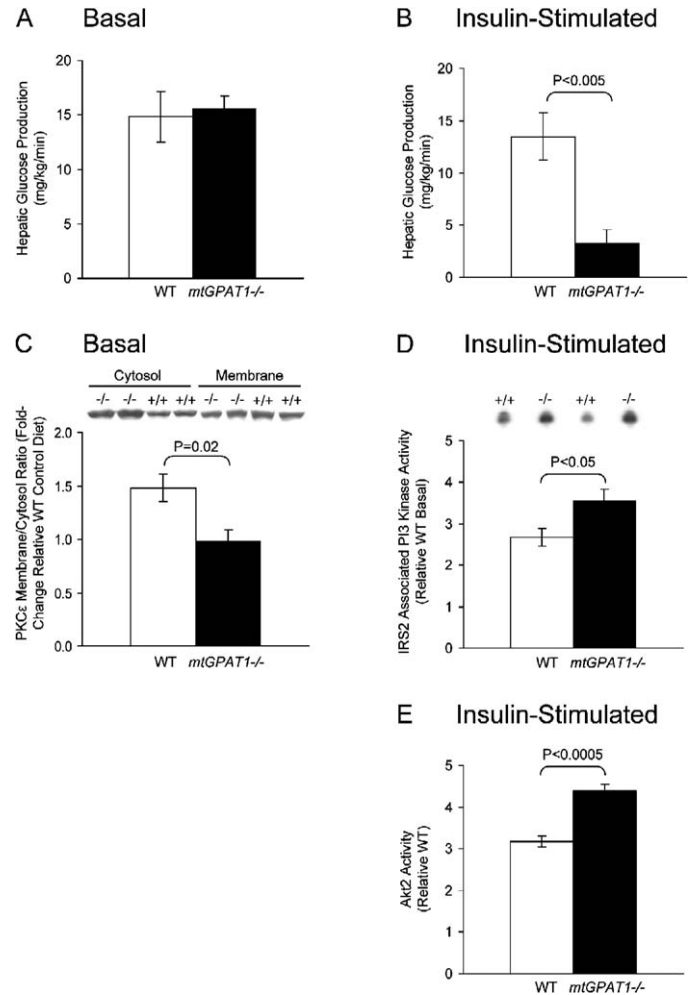 A Basal
Hepatic Glucose Production
(mg/kg/min)
20
15
10
5
0
WT mtGPAT1-/-
B Insulin-Stimulated
Hepatic Glucose Production
(mg/kg/min)
20
15
10
5
0
P<0.005
WT mtGPAT1-/-
C Basal
Cytosol Membrane
-/- -/- +/+ +/+ -/- -/- +/+ +/+
PKCε Membrane/Cytosol Ratio (Fold-
Change Relative WT Control Diet)
2.0
1.5
1.0
0.5
0.0
P=0.02
WT mtGPAT1-/-
D Insulin-Stimulated
+/+ -/- +/+ -/-
IRS2 Associated PI3 Kinase Activity
(Relative WT Basal)
5
4
3
2
1
0
P<0.05
WT mtGPAT1-/-
E Insulin-Stimulated
Akt2 Activity
(Relative WT)
5
4
3
2
1
0
P<0.0005
WT mtGPAT1-/-